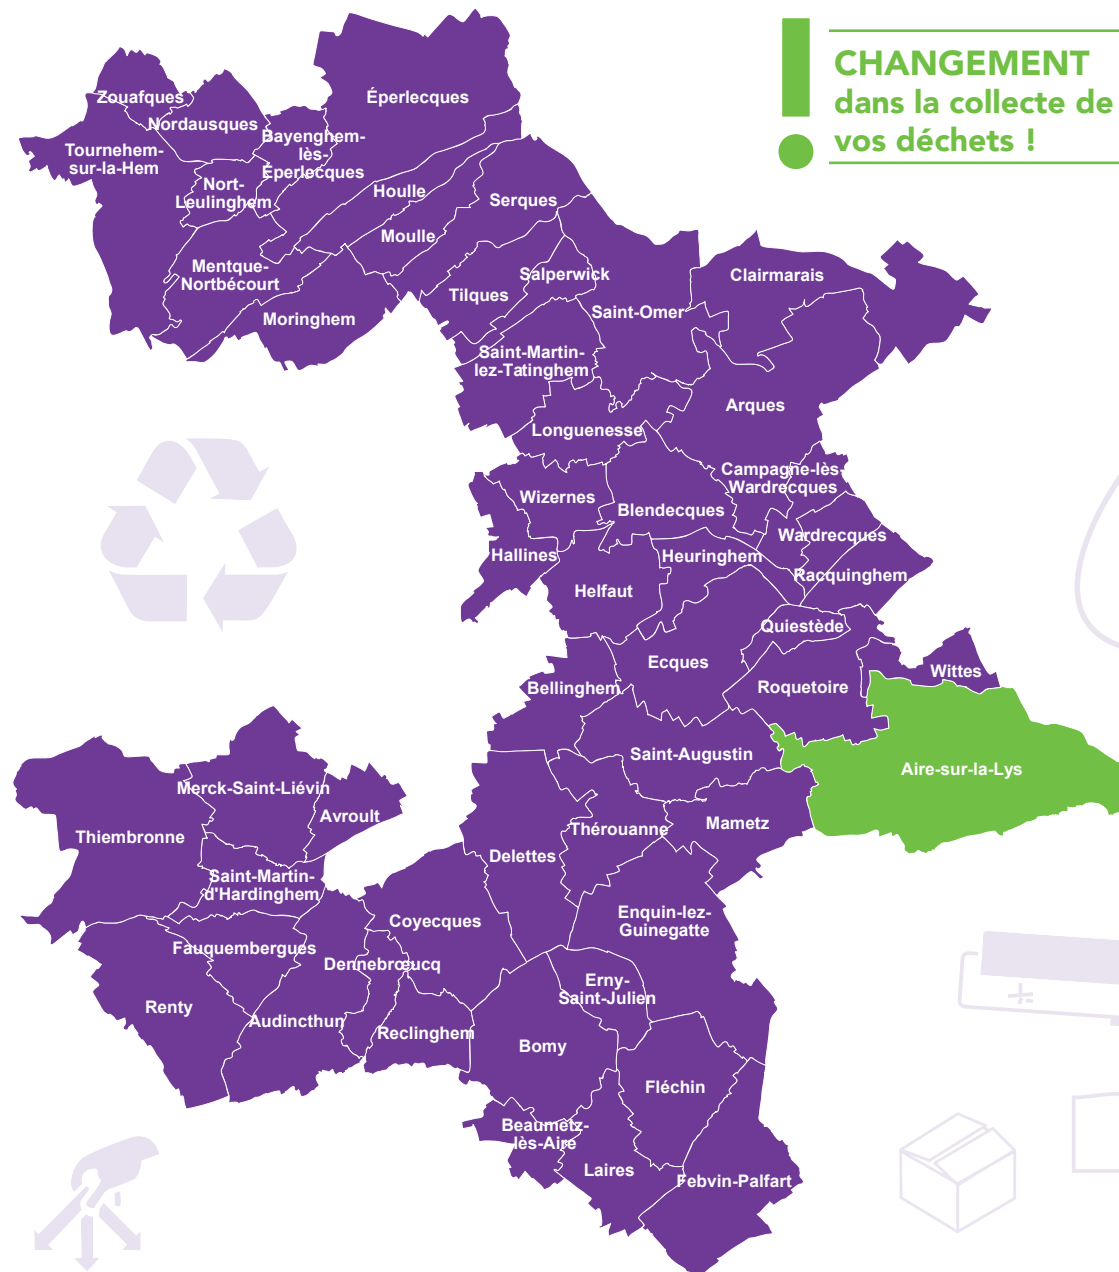 CHANGEMENT
dans la collecte de
vos déchets !
Zouafques
Éperlecques
Nordausques
Bayenghem-
lès-
Éperlecques
Tournehem-
sur-la-Hem
Nort-
Leulinghem
Houlle
Serques
Moulle
Mentque-
Nortbécourt
Salperwick
Clairmarais
Tilques
Saint-Omer
Moringhem
Saint-Martin-
lez-Tatinghem
Arques
Longuenesse
Campagne-lès-
Wardrecques
Wizernes
Blendecques
Wardrecques
Hallines
Heuringhem
Racquinghem
Helfaut
Quiestède
Ecques
Wittes
Bellinghem
Roquetoire
Saint-Augustin
Aire-sur-la-Lys
Merck-Saint-Liévin
Avroult
Thiembronne
Thérouanne
Mametz
Delettes
Saint-Martin-
d'Hardinghem
Coyecques
Enquin-lez-
Guinegatte
Fauquembergues
Dennebrœucq
Erny-
Saint-Julien
Renty
Audincthun
Reclinghem
Bomy
Fléchin
Beaumetz-
lès-Aire
Laires
Febvin-Palfart